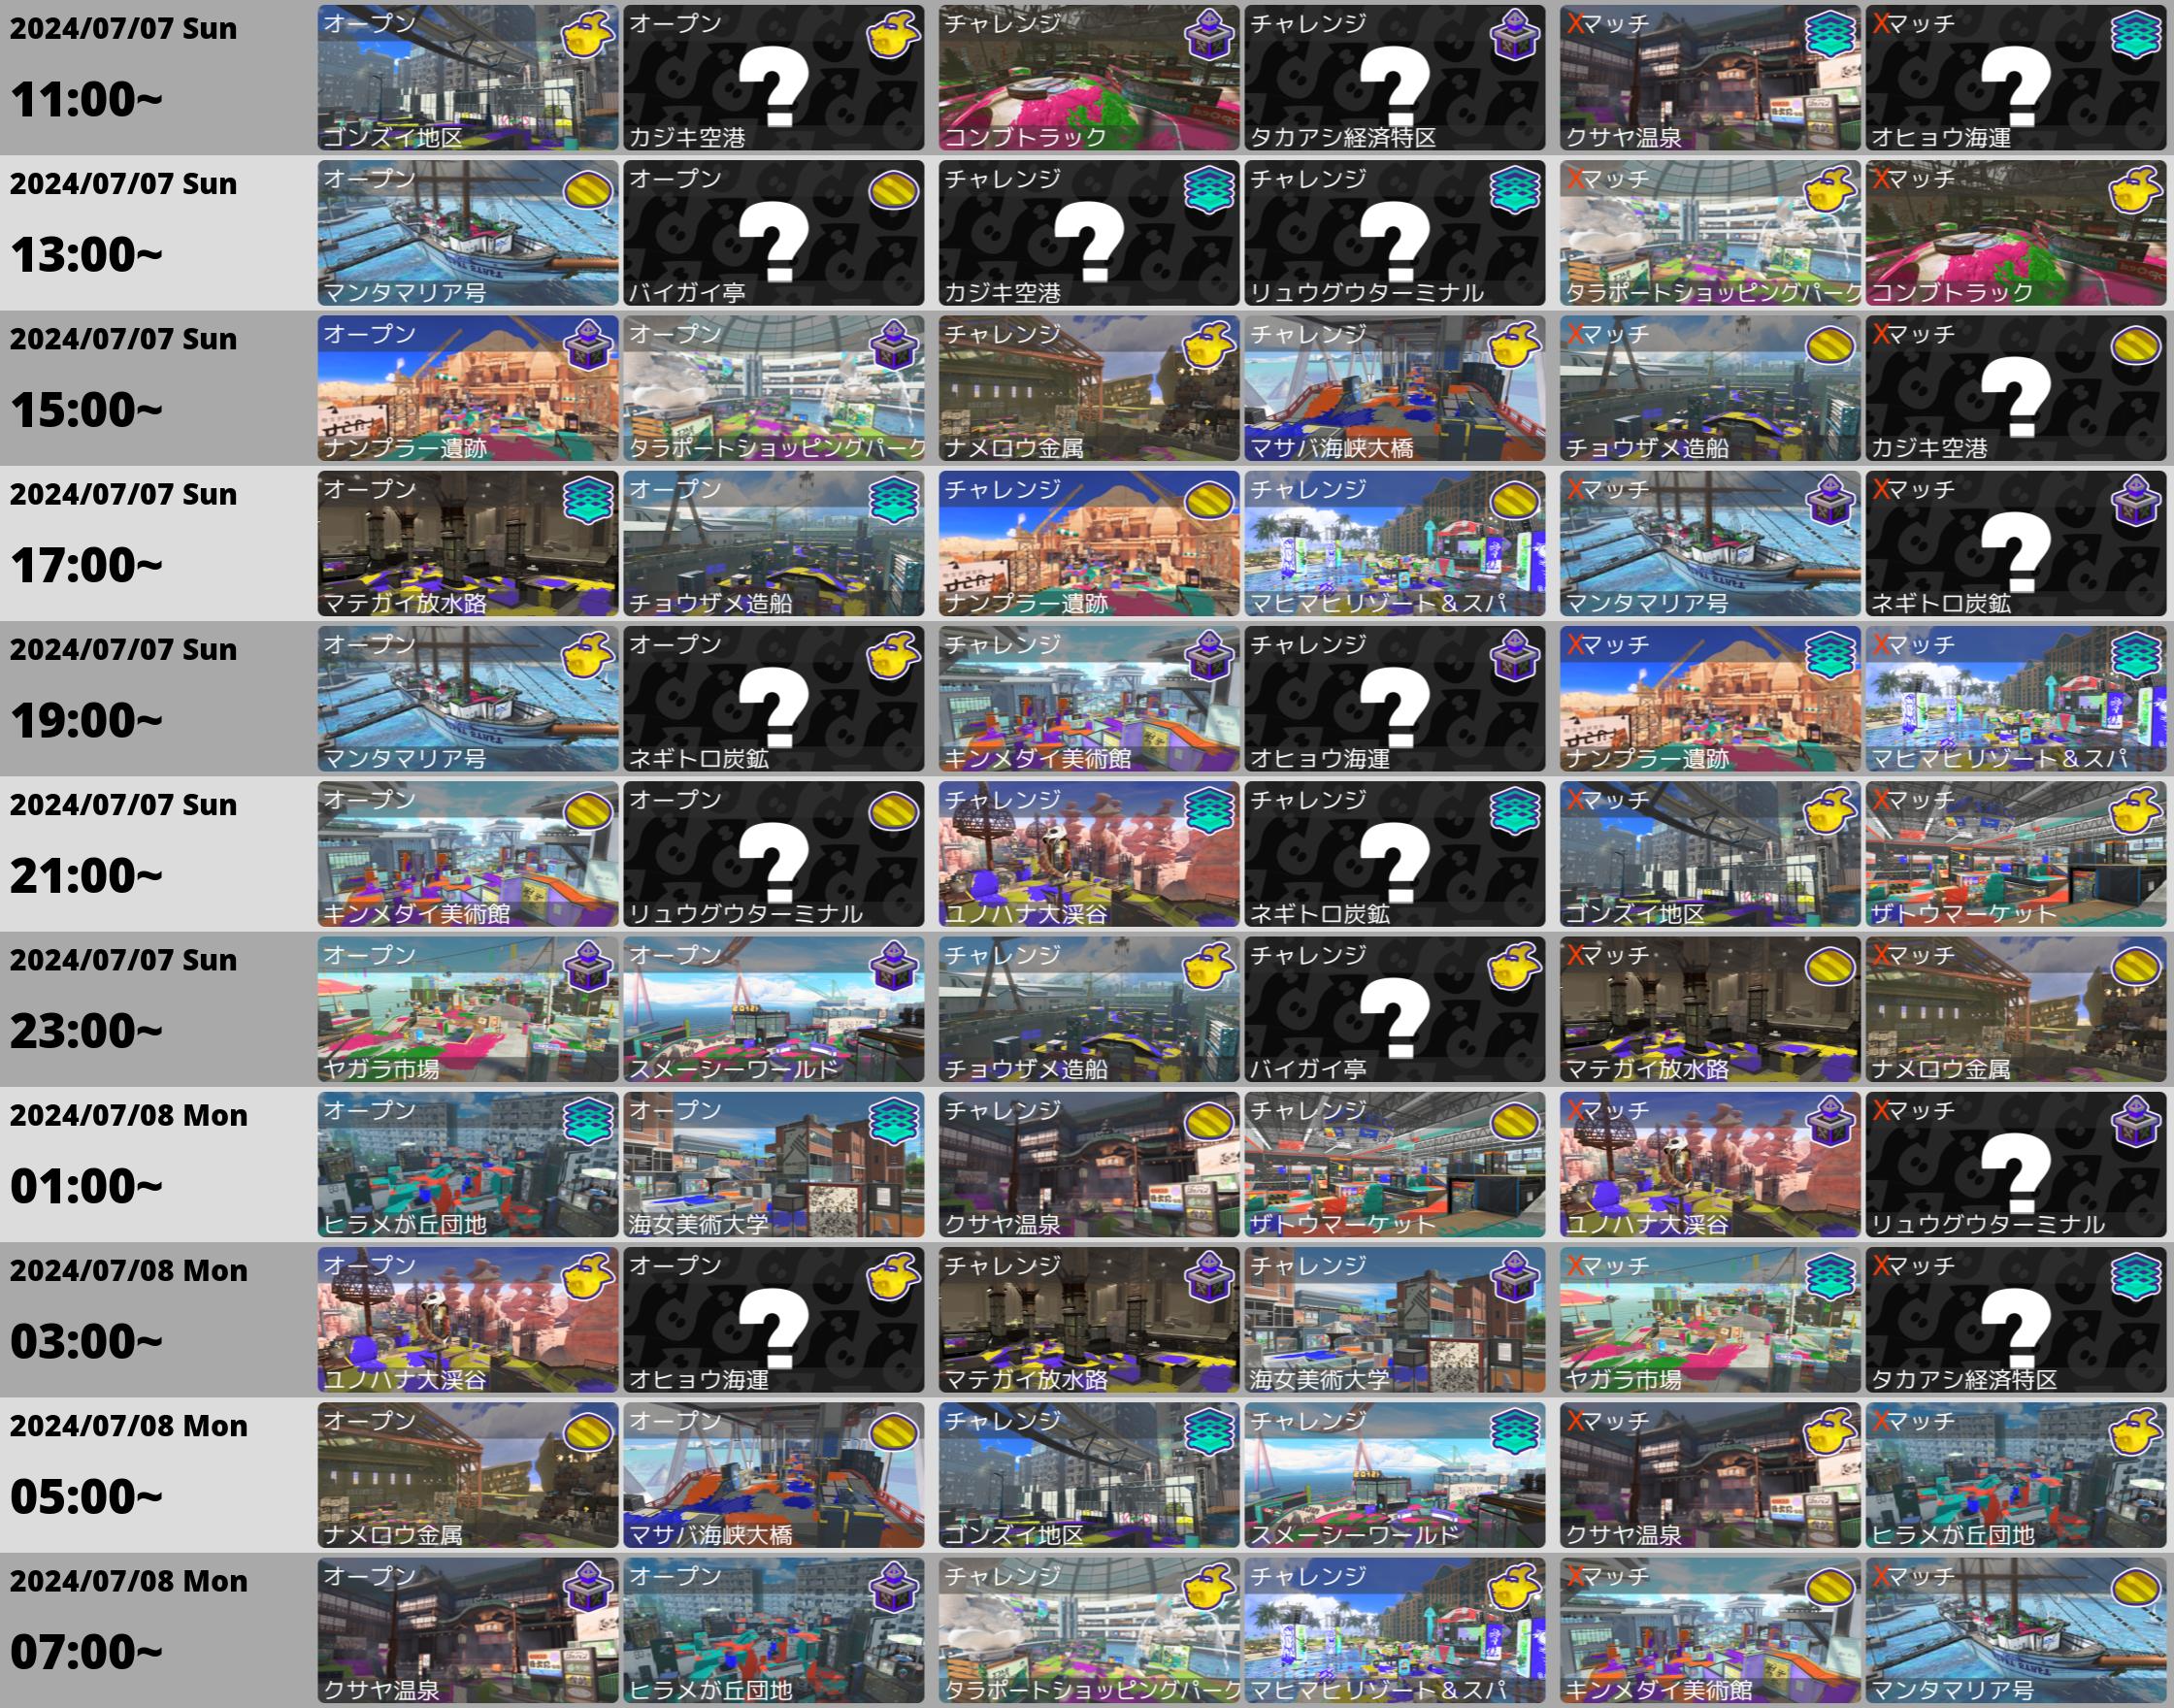 2024/07/07 Sun
11:00~
オープン
ゴンズイ地区
オープン
カジキ空港
チャレンジ
コンブトラック
チャレンジ
タカアシ経済特区
Xマッチ
クサヤ温泉
Xマッチ
オヒョウ海運
2024/07/07 Sun
13:00~
オープン
マンタマリア号
オープン
バイガイ亭
チャレンジ
カジキ空港
チャレンジ
リュウグウターミナル
Xマッチ
タラポートショッピングパーク
Xマッチ
コンブトラック
2024/07/07 Sun
15:00~
オープン
ナンプラー遺跡
オープン
タラポートショッピングパーク
チャレンジ
ナメロウ金属
チャレンジ
マサバ海峡大橋
Xマッチ
チョウザメ造船
Xマッチ
カジキ空港
2024/07/07 Sun
17:00~
オープン
マテガイ放水路
オープン
チョウザメ造船
チャレンジ
ナンプラー遺跡
チャレンジ
マヒマヒリゾート＆スパ
Xマッチ
マンタマリア号
Xマッチ
ネギトロ炭鉱
2024/07/07 Sun
19:00~
オープン
マンタマリア号
オープン
ネギトロ炭鉱
チャレンジ
キンメダイ美術館
チャレンジ
オヒョウ海運
Xマッチ
ナンプラー遺跡
Xマッチ
マヒマヒリゾート＆スパ
2024/07/07 Sun
21:00~
オープン
キンメダイ美術館
オープン
リュウグウターミナル
チャレンジ
ユノハナ大渓谷
チャレンジ
ネギトロ炭鉱
Xマッチ
ゴンズイ地区
Xマッチ
ザトウマーケット
2024/07/07 Sun
23:00~
オープン
ヤガラ市場
オープン
スメーシーワールド
チャレンジ
チョウザメ造船
チャレンジ
バイガイ亭
Xマッチ
マテガイ放水路
Xマッチ
ナメロウ金属
2024/07/08 Mon
01:00~
オープン
ヒラメが丘団地
オープン
海女美術大学
チャレンジ
クサヤ温泉
チャレンジ
ザトウマーケット
Xマッチ
ユノハナ大渓谷
Xマッチ
リュウグウターミナル
2024/07/08 Mon
03:00~
オープン
ユノハナ大渓谷
オープン
オヒョウ海運
チャレンジ
マテガイ放水路
チャレンジ
海女美術大学
Xマッチ
ヤガラ市場
Xマッチ
タカアシ経済特区
2024/07/08 Mon
05:00~
オープン
ナメロウ金属
オープン
マサバ海峡大橋
チャレンジ
ゴンズイ地区
チャレンジ
スメーシーワールド
Xマッチ
クサヤ温泉
Xマッチ
ヒラメが丘団地
2024/07/08 Mon
07:00~
オープン
クサヤ温泉
オープン
ヒラメが丘団地
チャレンジ
タラポートショッピングパーク
チャレンジ
マヒマヒリゾート＆スパ
Xマッチ
キンメダイ美術館
Xマッチ
マンタマリア号